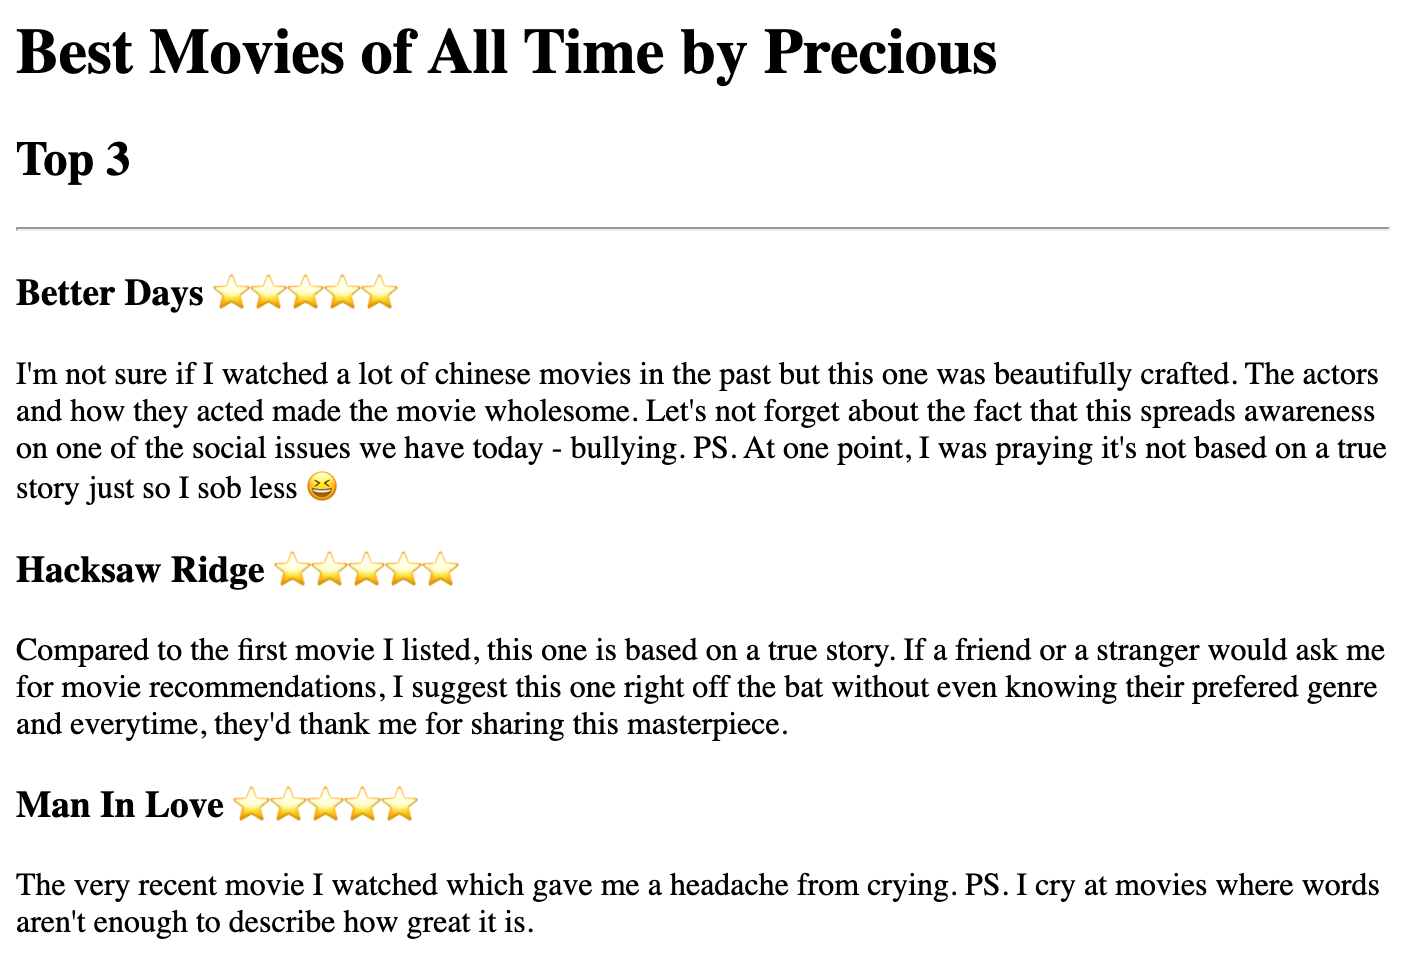 Best Movies of All Time by Precious
Top 3
Better Days ⭐⭐⭐⭐⭐
I'm not sure if I watched a lot of chinese movies in the past but this one was beautifully crafted. The actors
and how they acted made the movie wholesome. Let's not forget about the fact that this spreads awareness
on one of the social issues we have today - bullying. PS. At one point, I was praying it's not based on a true
story just so I sob less 😆
Hacksaw Ridge ⭐⭐⭐⭐⭐
Compared to the first movie I listed, this one is based on a true story. If a friend or a stranger would ask me
for movie recommendations, I suggest this one right off the bat without even knowing their prefered genre
and everytime, they'd thank me for sharing this masterpiece.
Man In Love ⭐⭐⭐⭐⭐
The very recent movie I watched which gave me a headache from crying. PS. I cry at movies where words
aren't enough to describe how great it is.